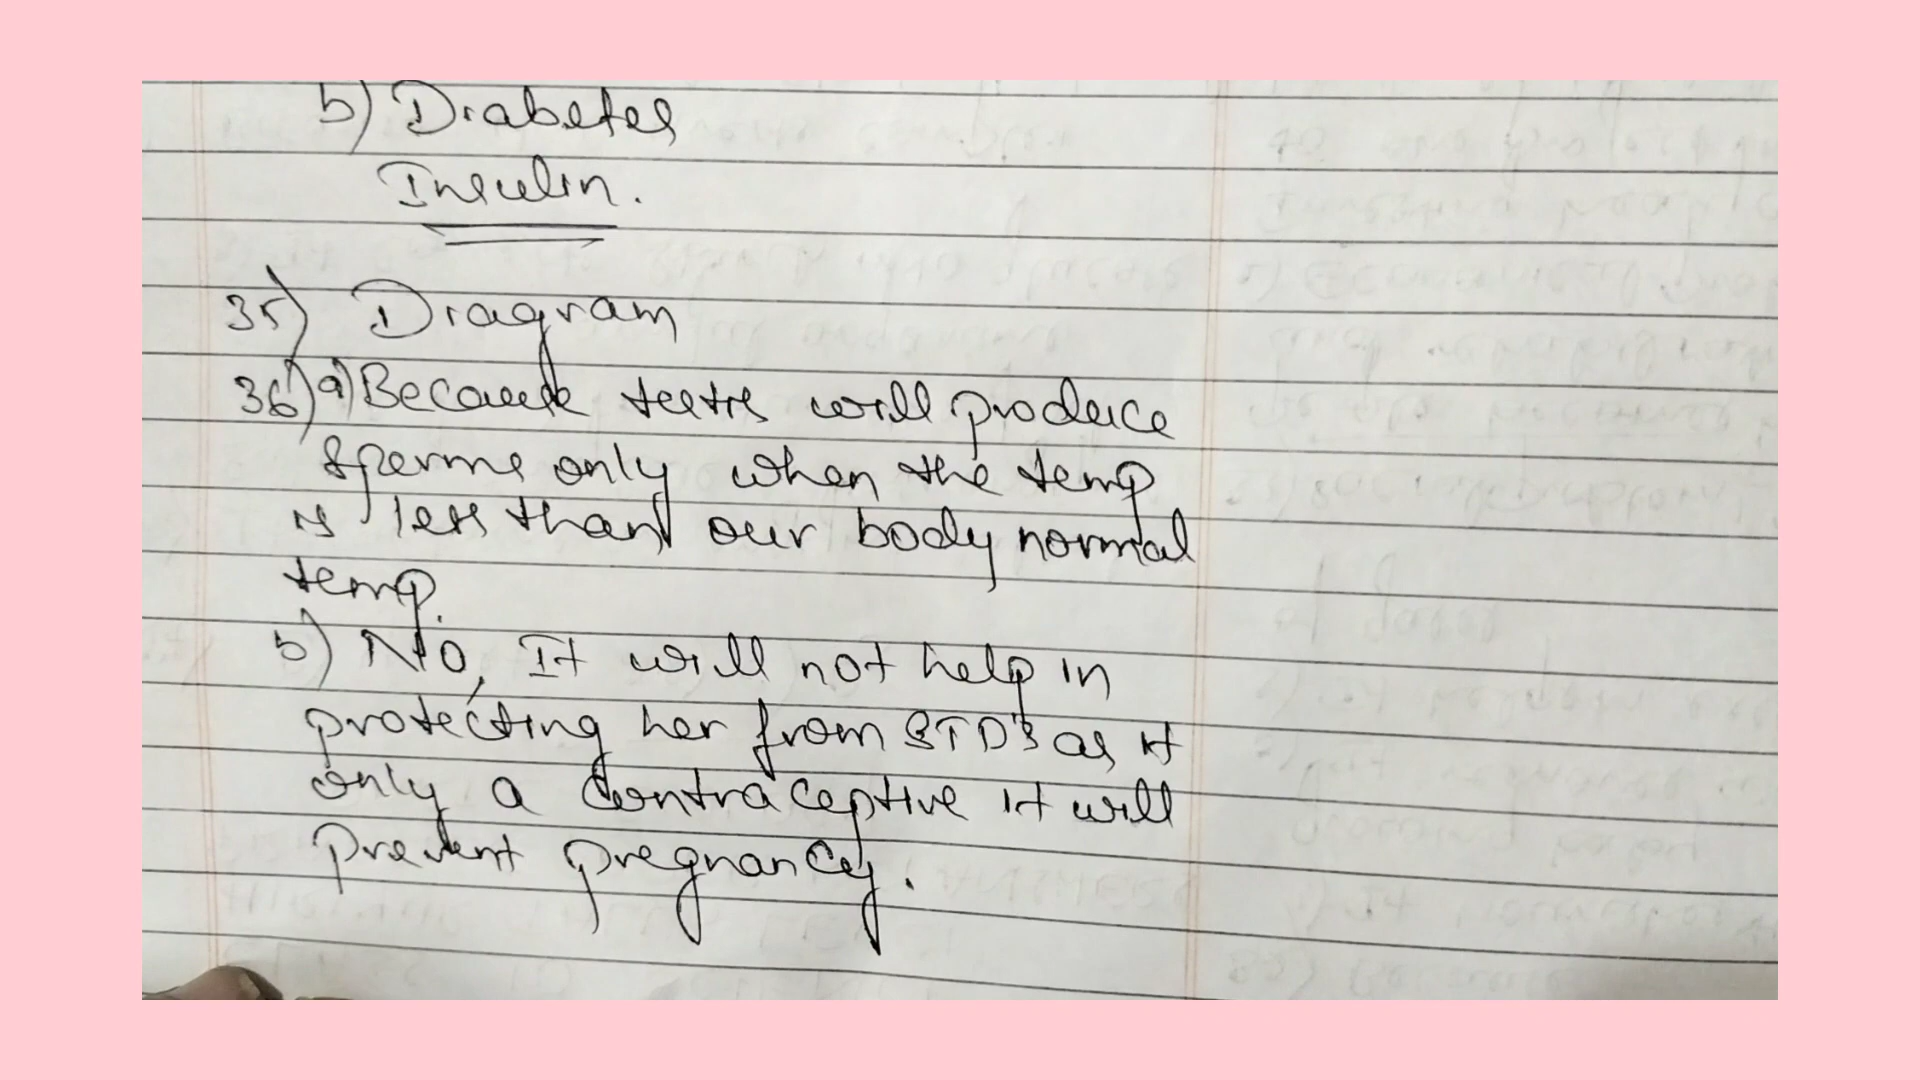 b) Diabetes
Insulin.
35) Diagram
36) a) Because testis will produce
sperms only when the temp
is less than our body normal
temp.
b) No, It will not help in
protecting her from STD's as it
only a contraceptive it will
prevent pregnancy.